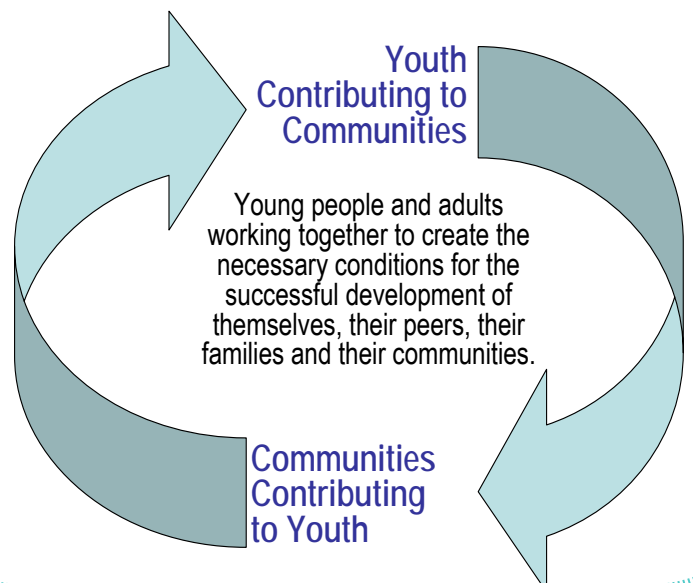 Youth
Contributing to
Communities
Young people and adults
working together to create the
necessary conditions for the
successful development of
themselves, their peers, their
families and their communities.
Communities
Contributing
to Youth